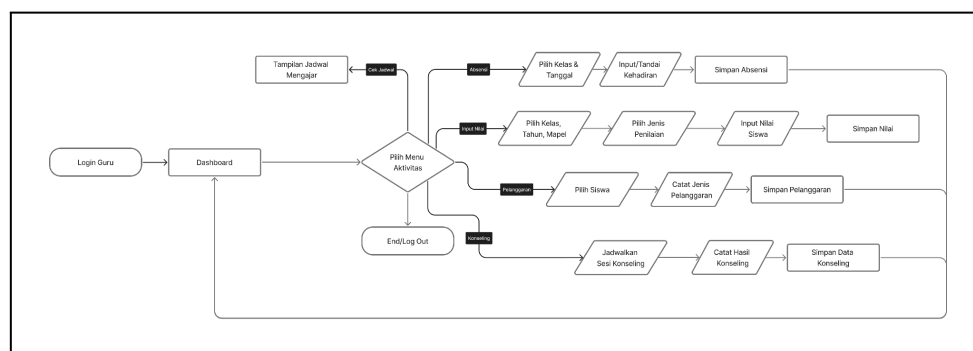 Tampilan Jadwal
Mengajar
Cek Jadwal
Absensi
Pilih Kelas &
Tanggal
Input/Tandai
Kehadiran
Simpan Absensi
Input Nilai
Pilih Kelas,
Tahun, Mapel
Pilih Jenis
Penilaian
Input Nilai
Siswa
Simpan Nilai
Login Guru
Dashboard
Pilih Menu
Aktivitas
Pelanggaran
Pilih Siswa
Catat Jenis
Pelanggaran
Simpan Pelanggaran
End/Log Out
Konseling
Jadwalkan
Sesi Konseling
Catat Hasil
Konseling
Simpan Data
Konseling